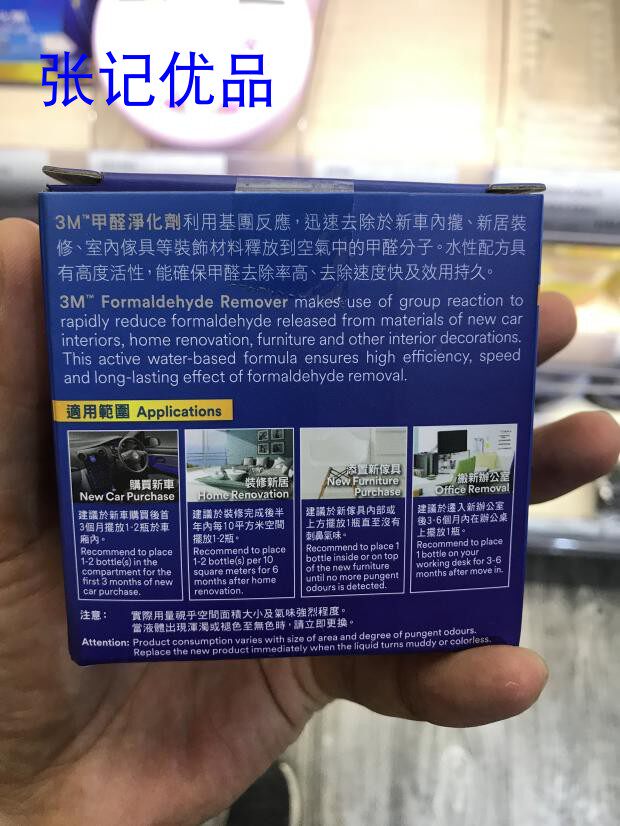 张记优品
3M™甲醛淨化劑利用基團反應，迅速去除於新車內攏、新居裝
修、室內傢具等裝飾材料釋放到空氣中的甲醛分子。水性配方具
有高度活性，能確保甲醛去除率高、去除速度快及效用持久。
3M™ Formaldehyde Remover makes use of group reaction to
rapidly reduce formaldehyde released from materials of new car
interiors, home renovation, furniture and other interior decorations.
This active water-based formula ensures high efficiency, speed
and long-lasting effect of formaldehyde removal.
適用範圍 Applications
購買新車
New Car Purchase
建議於新車購買後首
3個月擺放1-2瓶於車
廂內。
Recommend to place
1-2 bottle(s) in the
compartment for the
first 3 months of new
car purchase.
裝修新居
Home Renovation
建議於裝修完成後半
年內每10平方米空間
擺放1-2瓶。
Recommend to place
1-2 bottle(s) per 10
square meters for 6
months after home
renovation.
添置新傢具
New Furniture
Purchase
建議於新傢具內部或
上方擺放1瓶直至沒有
刺鼻氣味。
Recommend to place 1
bottle inside or on top
of the new furniture
until no more pungent
odours is detected.
搬新辦公室
Office Removal
建議於遷入新辦公室
後3-6個月內在辦公桌
上擺放1瓶。
Recommend to place
1 bottle on your
working desk for 3-6
months after move in.
注意： 實際用量視乎空間面積大小及氣味強烈程度。
當液體出現渾濁或褪色至無色時，請立即更換。
Attention: Product consumption varies with size of area and degree of pungent odours.
Replace the new product immediately when the liquid turns muddy or colorless.